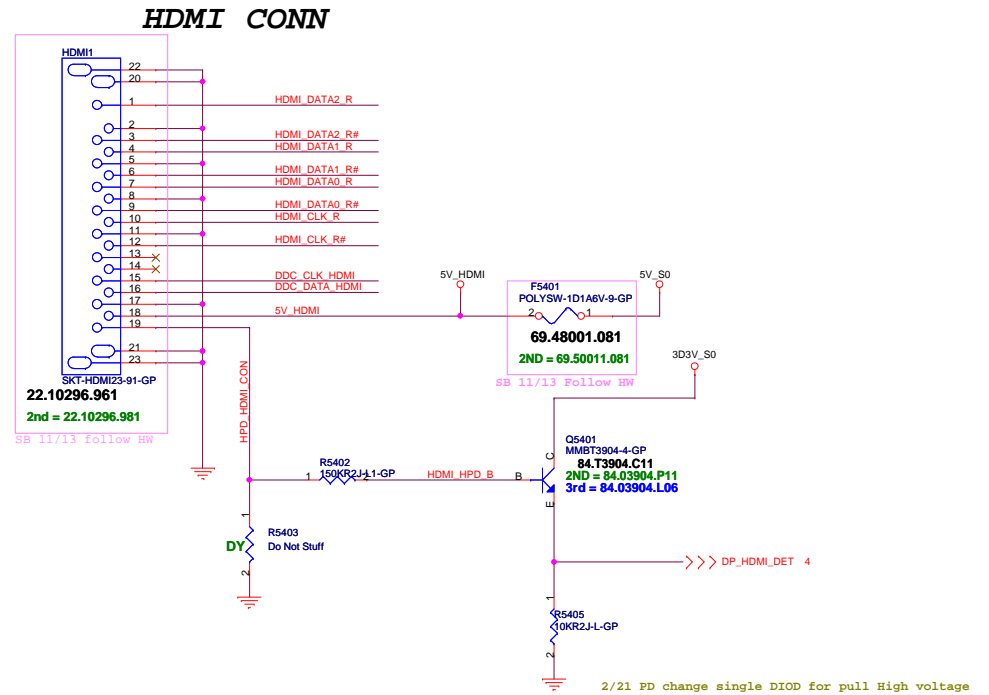 HDMI CONN
HDMI1
22
20
1
HDMI_DATA2_R
2
3
HDMI_DATA2_R#
4
HDMI_DATA1_R
5
6
HDMI_DATA1_R#
7
HDMI_DATA0_R
8
9
HDMI_DATA0_R#
10
HDMI_CLK_R
11
12
HDMI_CLK_R#
13
14
15
DDC_CLK_HDMI
16
DDC_DATA_HDMI
17
18
5V_HDMI
19
21
23
SKT-HDMI23-91-GP
22.10296.961
2nd = 22.10296.981
SB 11/13 follow HW
5V_HDMI
5V_S0
F5401
POLYSW-1D1A6V-9-GP
2
1
69.48001.081
2ND = 69.50011.081
SB 11/13 Follow HW
3D3V_S0
HPD_HDMI_CON
R5402
150KR2J-L1-GP
1
2
HDMI_HPD_B
B
C
E
Q5401
MMBT3904-4-GP
84.T3904.C11
2ND = 84.03904.P11
3rd = 84.03904.L06
1
R5403
DY
Do Not Stuff
2
DP_HDMI_DET 4
1
R5405
10KR2J-L-GP
2
2/21 PD change single DIOD for pull High voltage